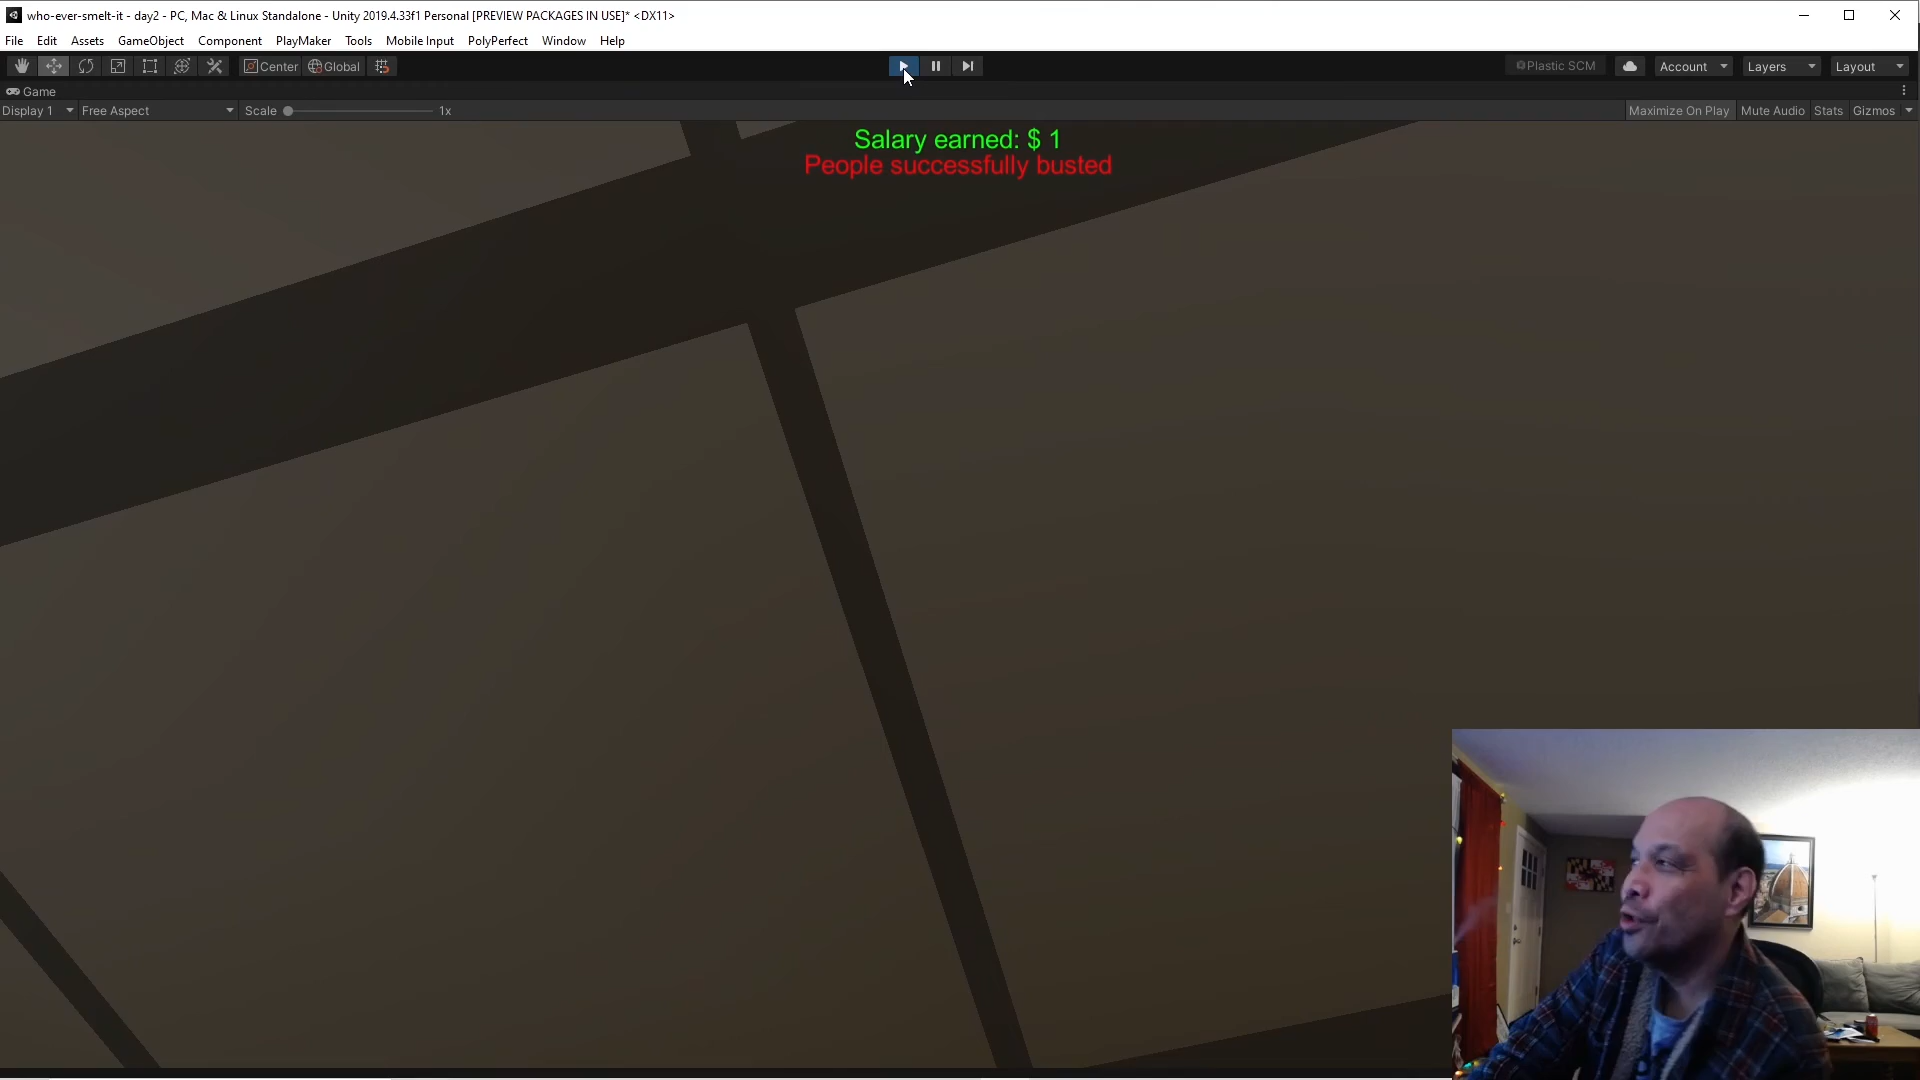 who-ever-smelt-it - day2 - PC, Mac & Linux Standalone - Unity 2019.4.33f1 Personal [PREVIEW PACKAGES IN USE]* <DX11>
File Edit Assets GameObject Component PlayMaker Tools Mobile Input PolyPerfect Window Help
Center Global Plastic SCM Account Layers Layout
Game
Display 1 Free Aspect Scale 1x Maximize On Play Mute Audio Stats Gizmos
Salary earned: $ 1
People successfully busted